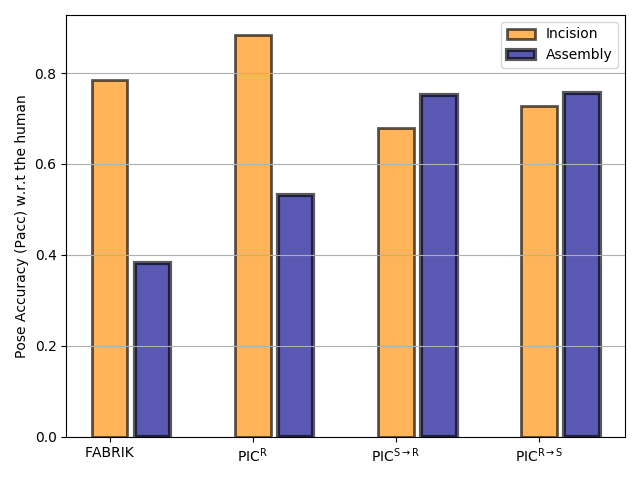 Incision
Assembly
Pose Accuracy (Pacc) w.r.t the human
0.8
0.6
0.4
0.2
0.0
FABRIK PIC^R PIC^{S→R} PIC^{R→S}